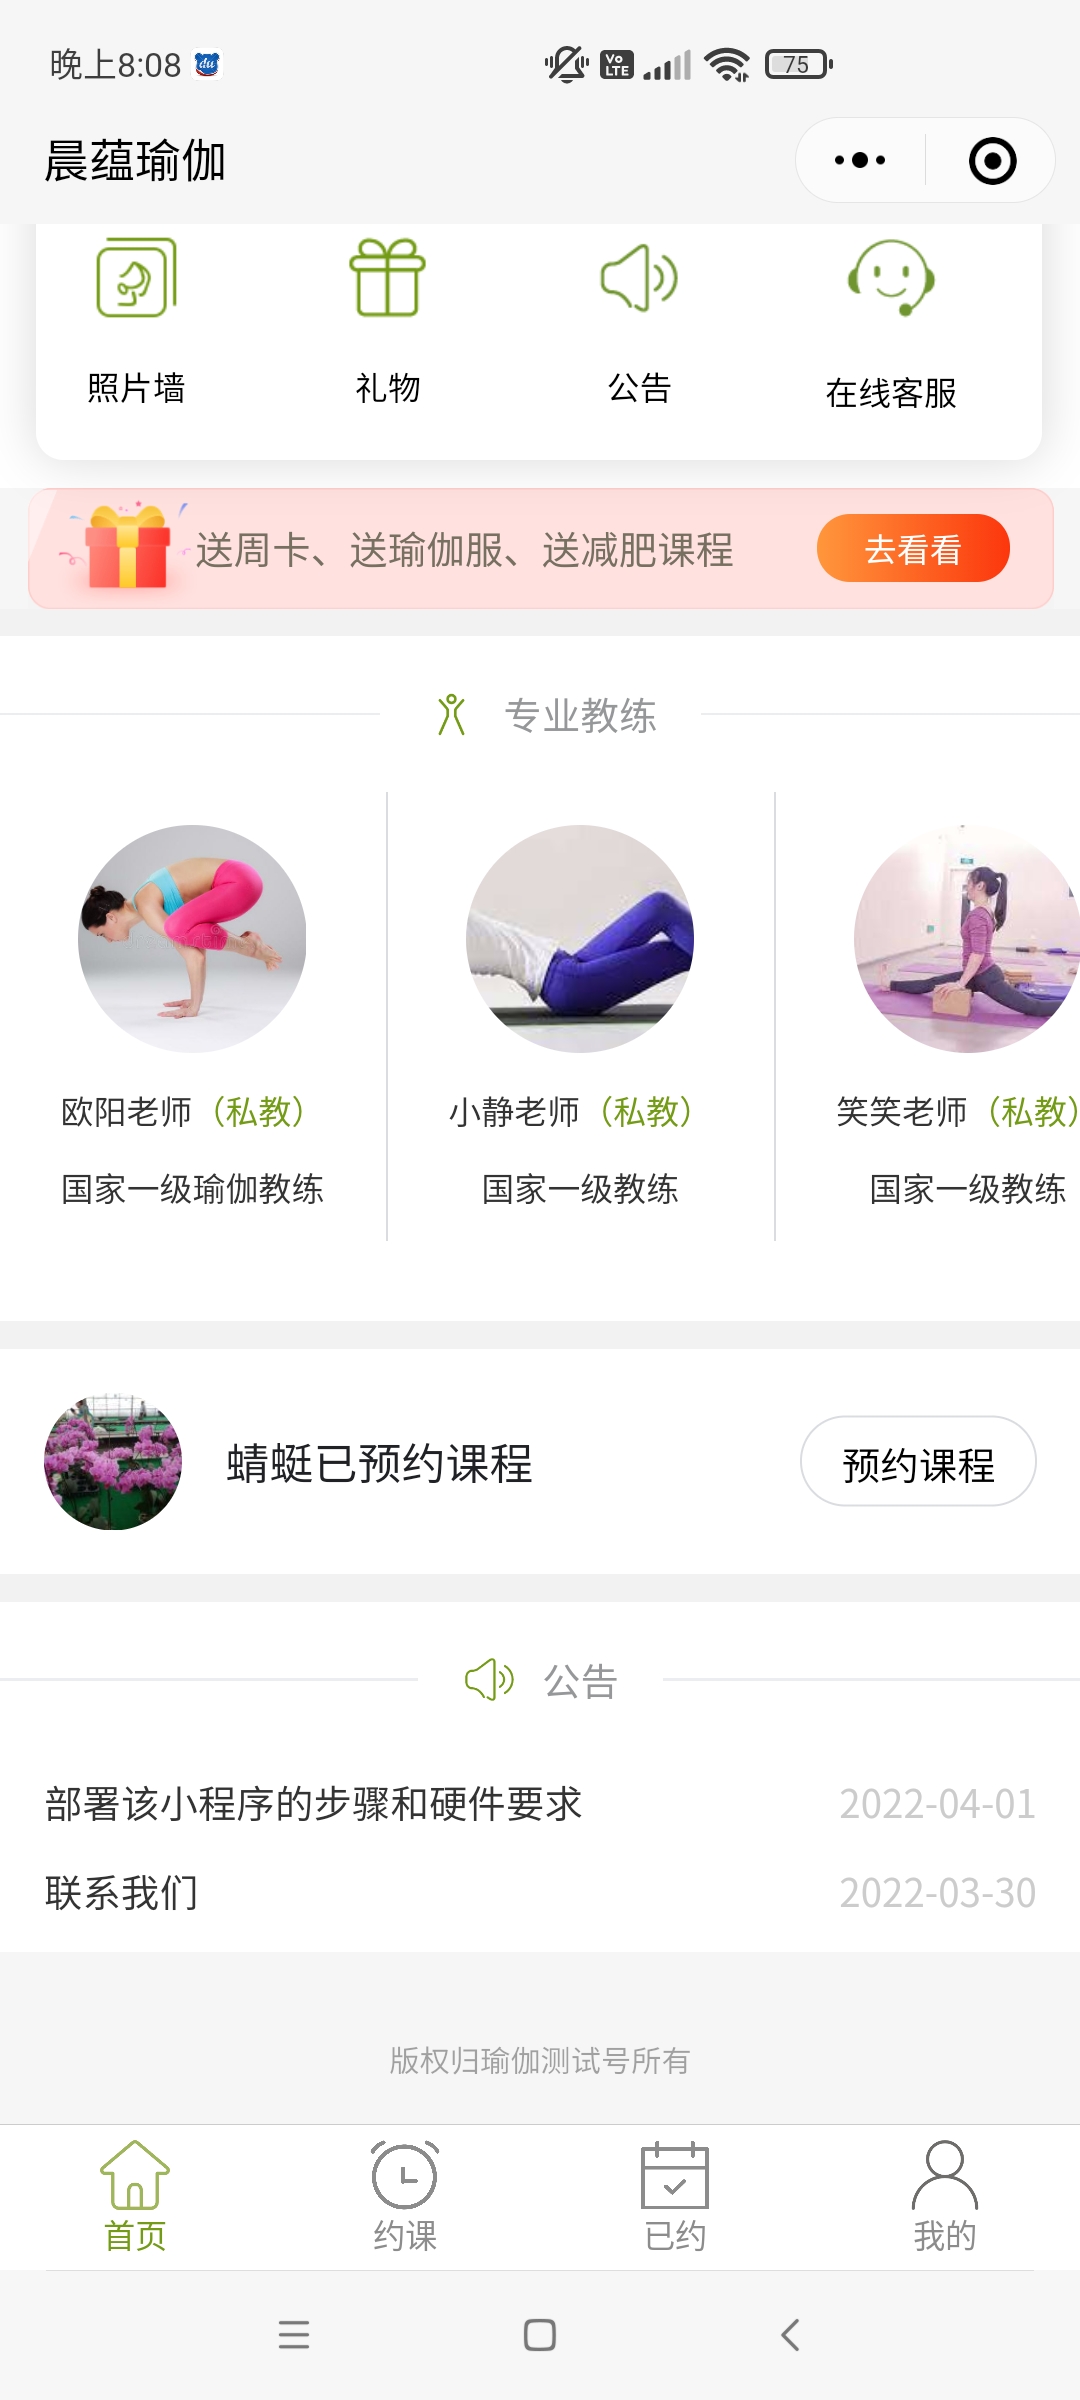 晚上8:08
Vo LTE
75
晨蕴瑜伽
照片墙
礼物
公告
在线客服
送周卡、送瑜伽服、送减肥课程
去看看
专业教练
欧阳老师（私教）
国家一级瑜伽教练
小静老师（私教）
国家一级教练
笑笑老师（私教）
国家一级教练
蜻蜓已预约课程
预约课程
公告
部署该小程序的步骤和硬件要求
2022-04-01
联系我们
2022-03-30
版权归瑜伽测试号所有
首页
约课
已约
我的